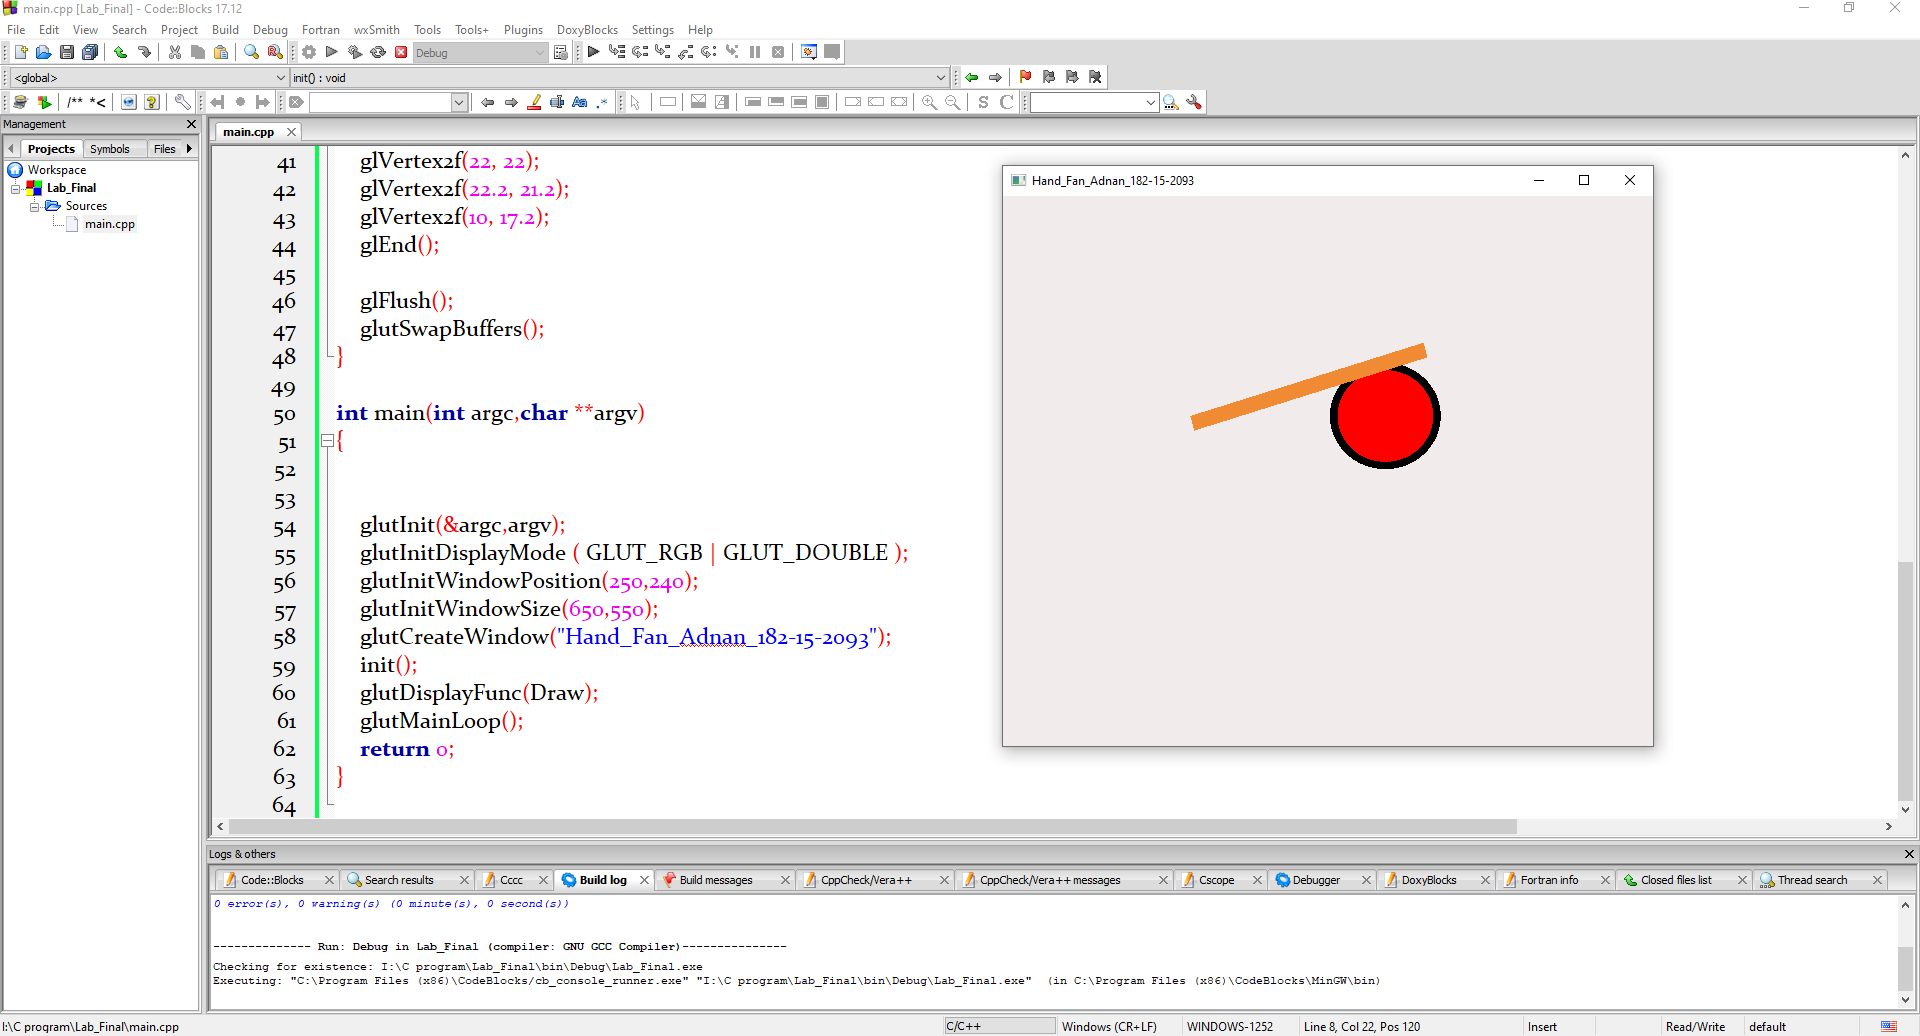 main.cpp [Lab_Final] - Code::Blocks 17.12
File Edit View Search Project Build Debug Fortran wxSmith Tools Tools+ Plugins DoxyBlocks Settings Help
Debug
<global> init() : void
/** *< Aa .* S C
Management
Projects Symbols Files
Workspace
Lab_Final
Sources
main.cpp
main.cpp
41 glVertex2f(22, 22);
42 glVertex2f(22.2, 21.2);
43 glVertex2f(10, 17.2);
44 glEnd();
45
46 glFlush();
47 glutSwapBuffers();
48 }
49
50 int main(int argc,char **argv)
51 {
52
53
54 glutInit(&argc,argv);
55 glutInitDisplayMode ( GLUT_RGB | GLUT_DOUBLE );
56 glutInitWindowPosition(250,240);
57 glutInitWindowSize(650,550);
58 glutCreateWindow("Hand_Fan_Adnan_182-15-2093");
59 init();
60 glutDisplayFunc(Draw);
61 glutMainLoop();
62 return 0;
63 }
64
Hand_Fan_Adnan_182-15-2093
Logs & others
Code::Blocks Search results Cccc Build log Build messages CppCheck/Vera++ CppCheck/Vera++ messages Cscope Debugger DoxyBlocks Fortran info Closed files list Thread search
0 error(s), 0 warning(s) (0 minute(s), 0 second(s))
-------------- Run: Debug in Lab_Final (compiler: GNU GCC Compiler)---------------
Checking for existence: I:\C program\Lab_Final\bin\Debug\Lab_Final.exe
Executing: "C:\Program Files (x86)\CodeBlocks/cb_console_runner.exe" "I:\C program\Lab_Final\bin\Debug\Lab_Final.exe"  (in C:\Program Files (x86)\CodeBlocks\MinGW\bin)
I:\C program\Lab_Final\main.cpp C/C++ Windows (CR+LF) WINDOWS-1252 Line 8, Col 22, Pos 120 Insert Read/Write default